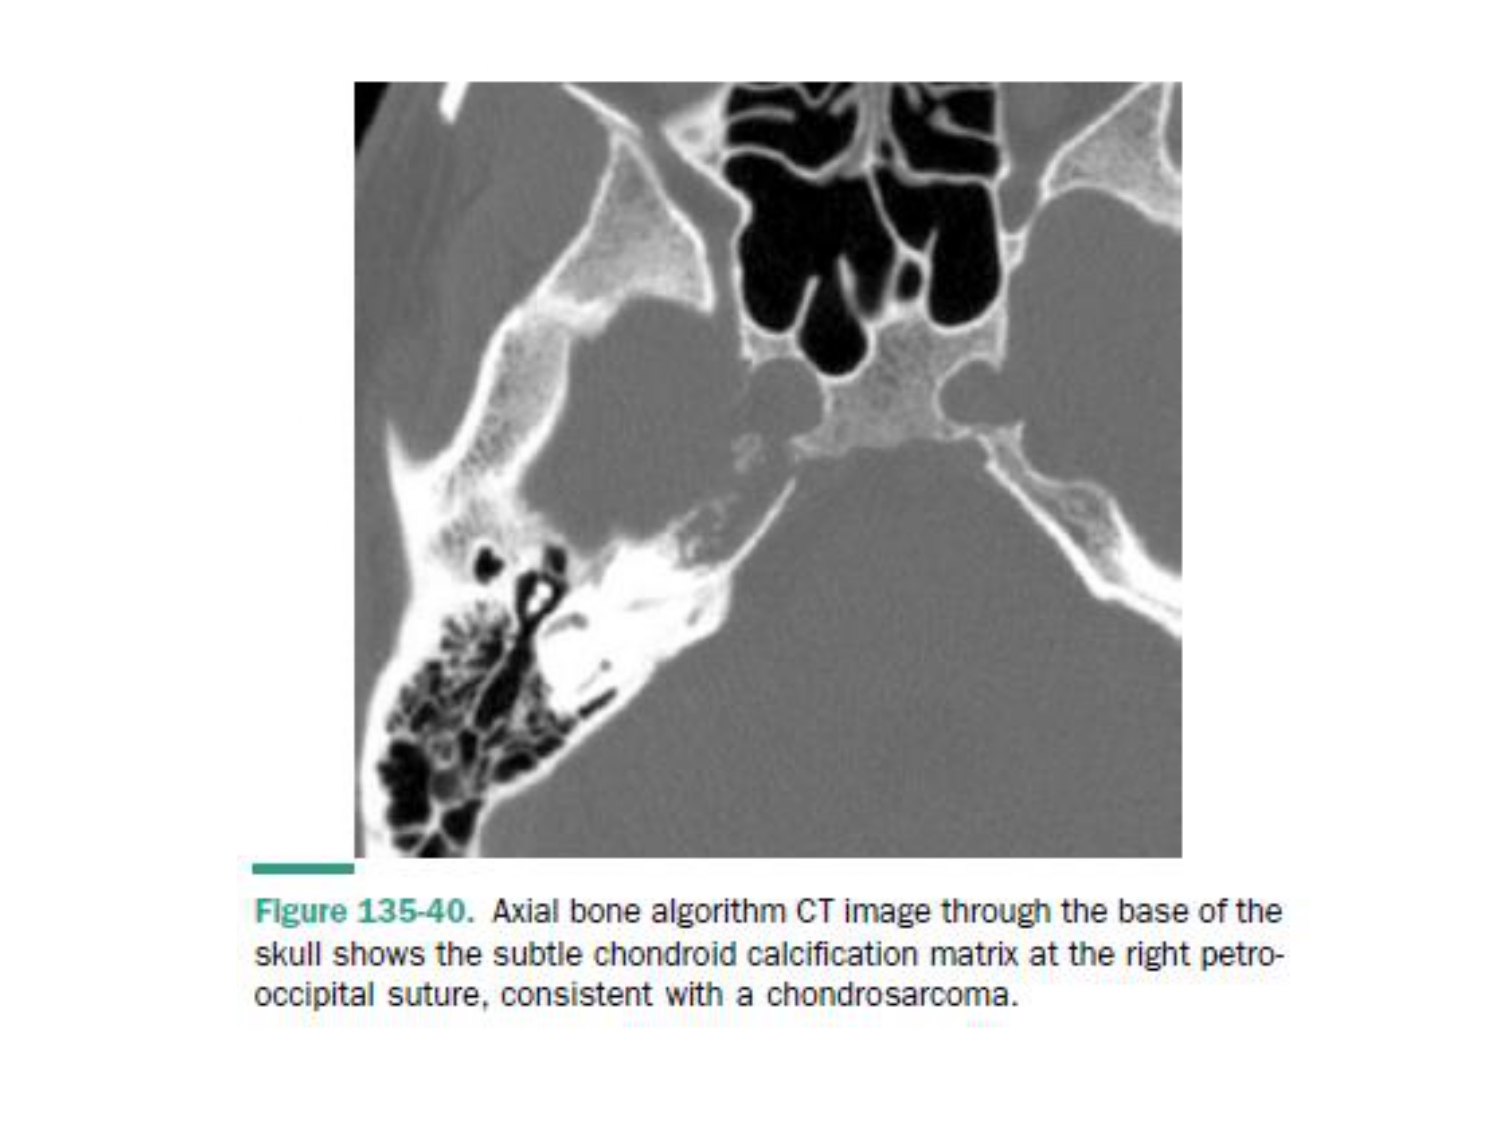 Figure 135-40. Axial bone algorithm CT image through the base of the
skull shows the subtle chondroid calcification matrix at the right petro-
occipital suture, consistent with a chondrosarcoma.